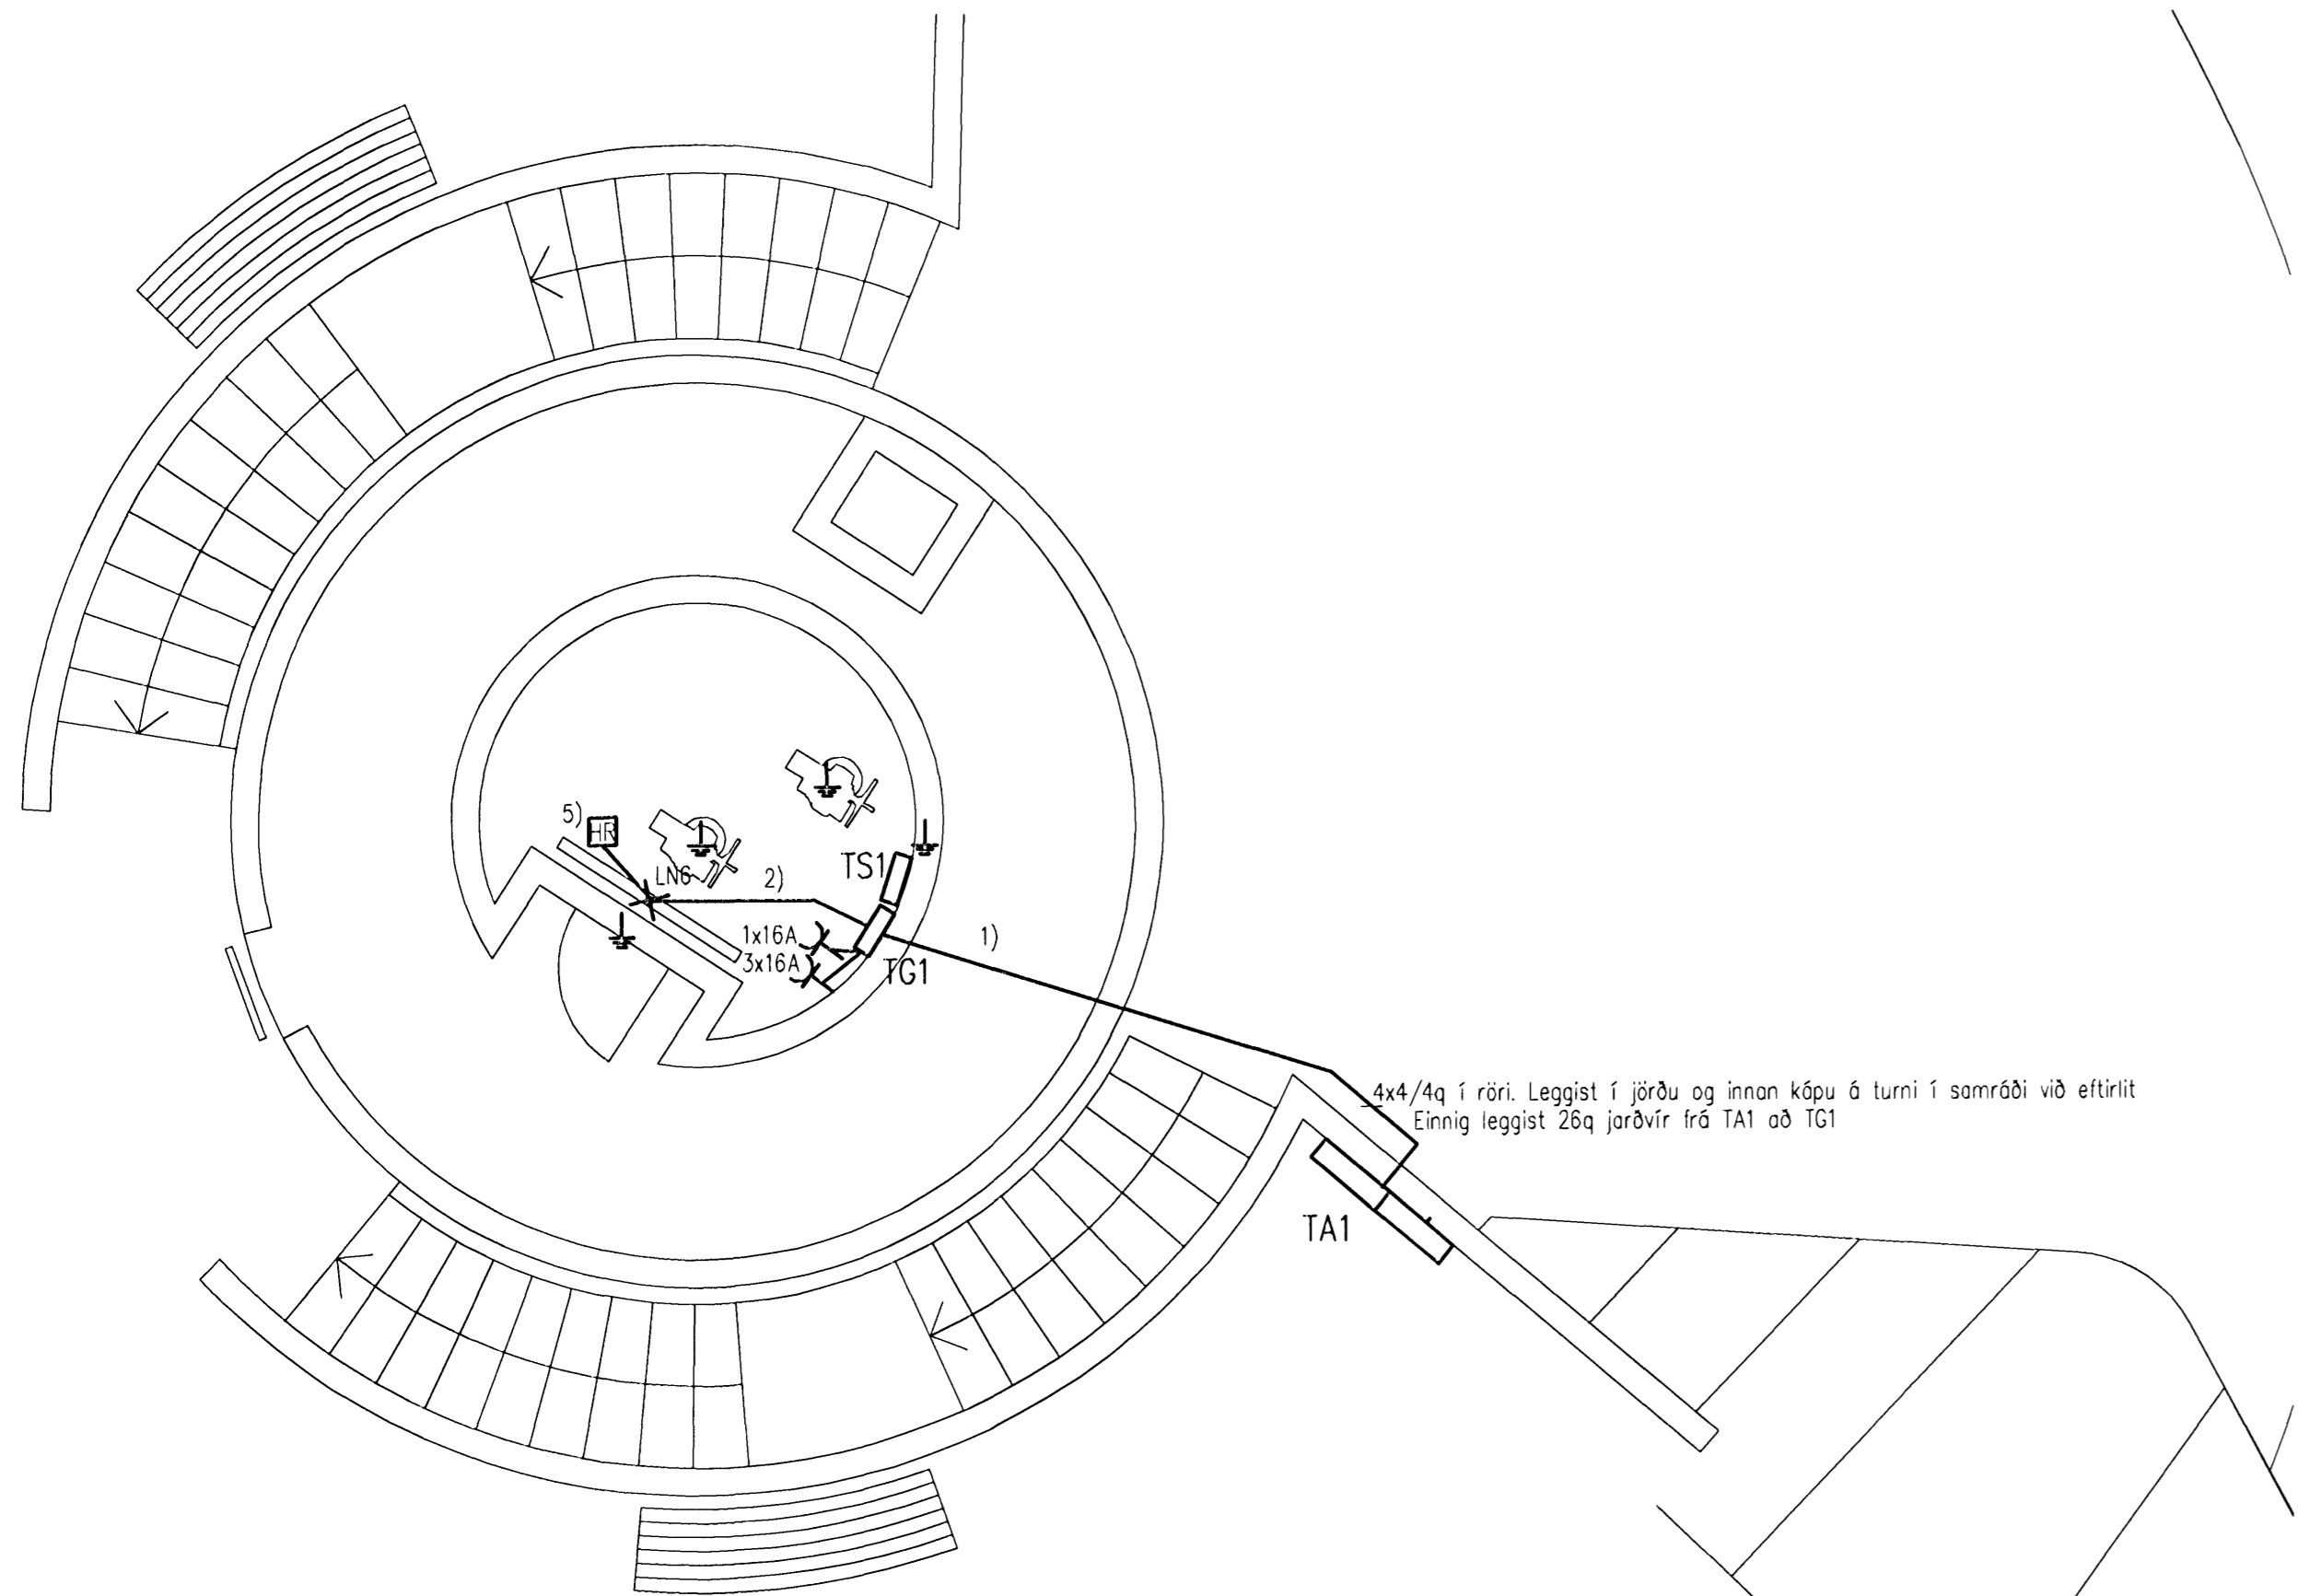 5)
HR
LN6
2)
TS1
1x16A
3x16A
TG1
1)
4x4/4q í röri. Leggist í jörðu og innan kápu á turni í samráði við eftirlit
Einnig leggist 26q jarðvír frá TA1 að TG1
TA1